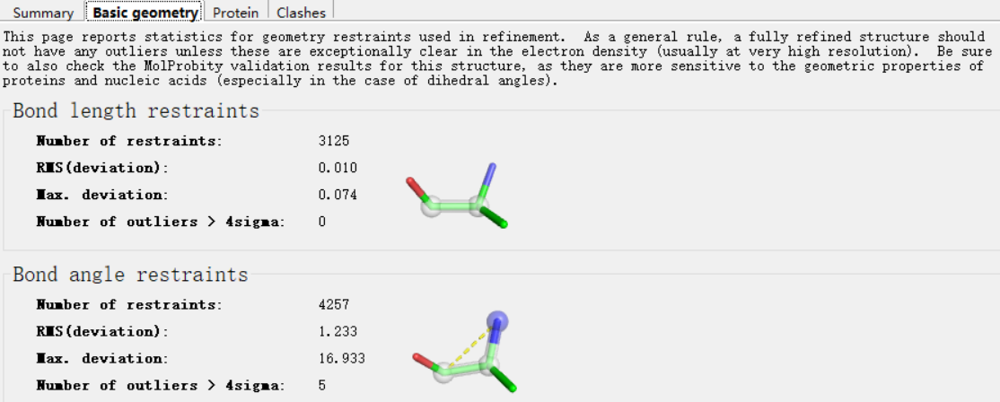 Summary Basic geometry Protein Clashes
This page reports statistics for geometry restraints used in refinement.  As a general rule, a fully refined structure should
not have any outliers unless these are exceptionally clear in the electron density (usually at very high resolution).  Be sure
to also check the MolProbity validation results for this structure, as they are more sensitive to the geometric properties of
proteins and nucleic acids (especially in the case of dihedral angles).
Bond length restraints
Number of restraints: 3125
RMS(deviation): 0.010
Max. deviation: 0.074
Number of outliers > 4sigma: 0
Bond angle restraints
Number of restraints: 4257
RMS(deviation): 1.233
Max. deviation: 16.933
Number of outliers > 4sigma: 5